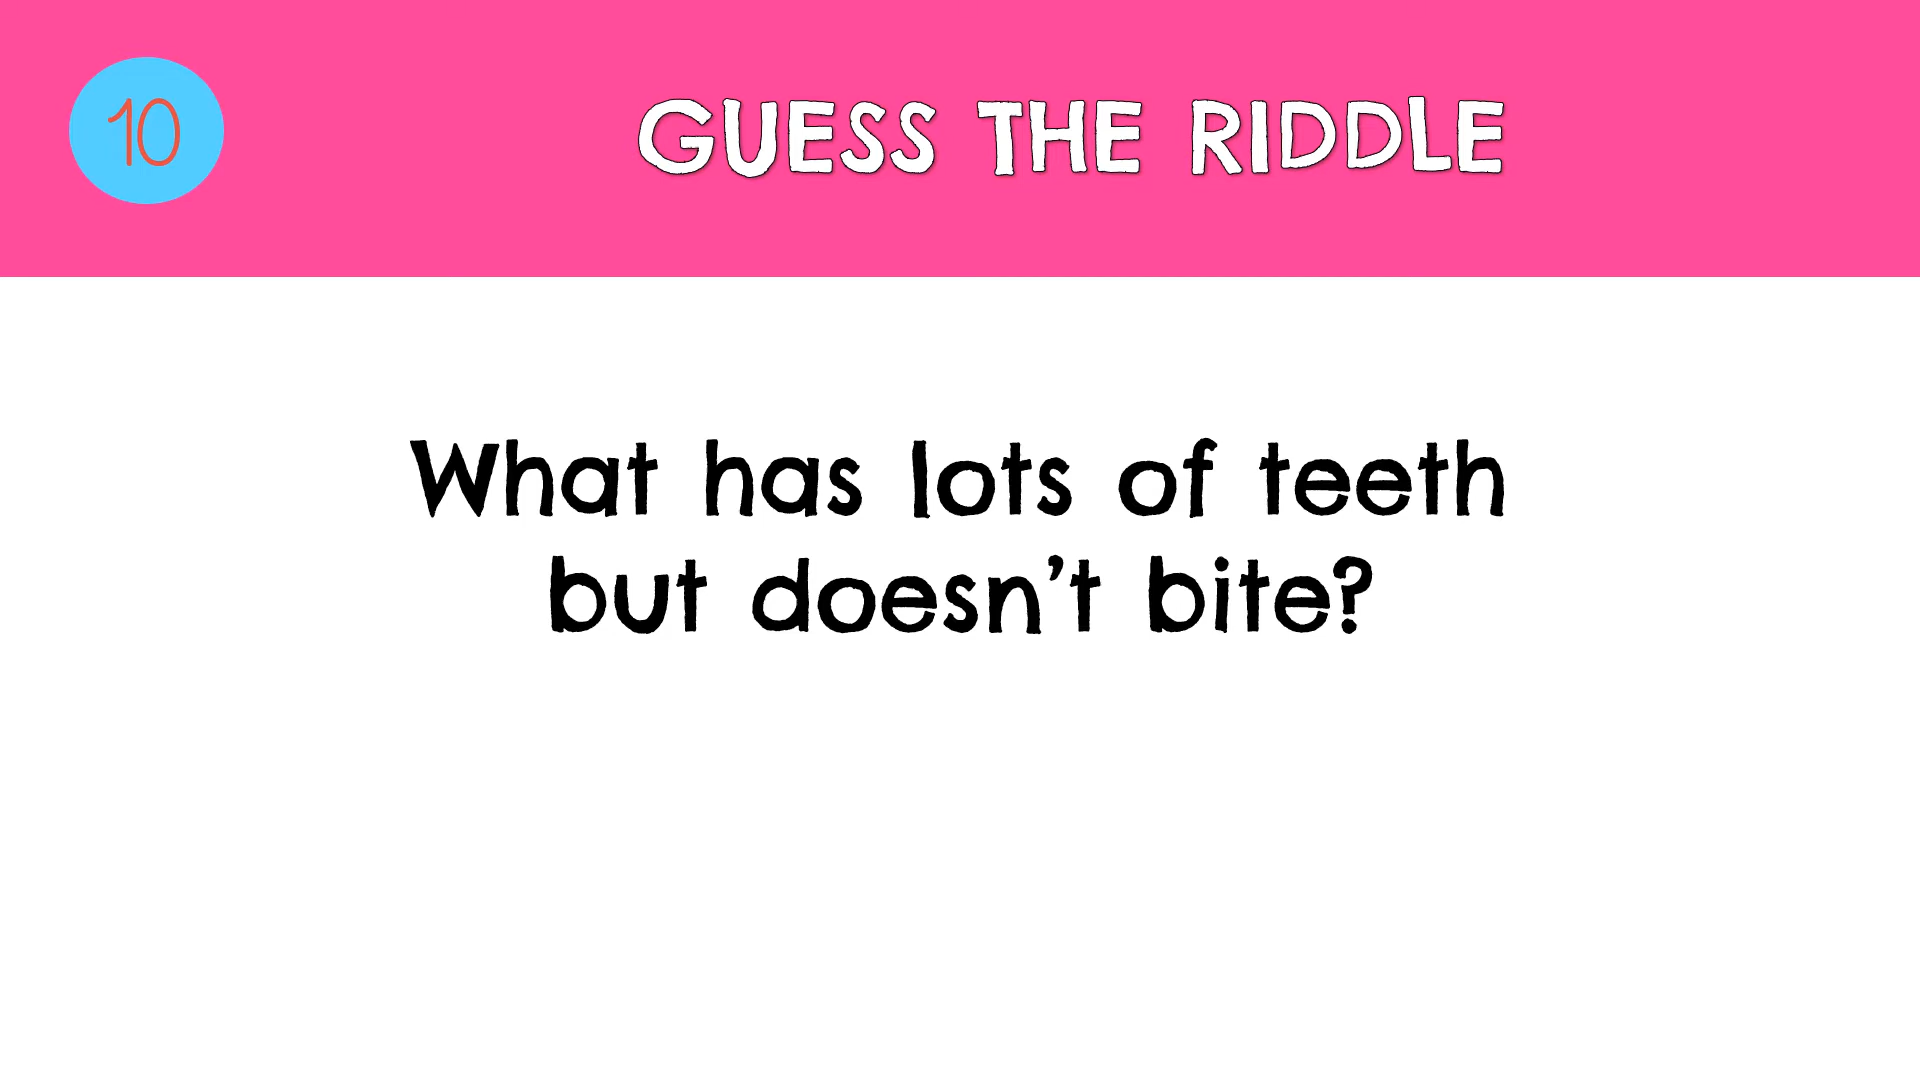 10
GUESS THE RIDDLE
What has lots of teeth
but doesn’t bite?